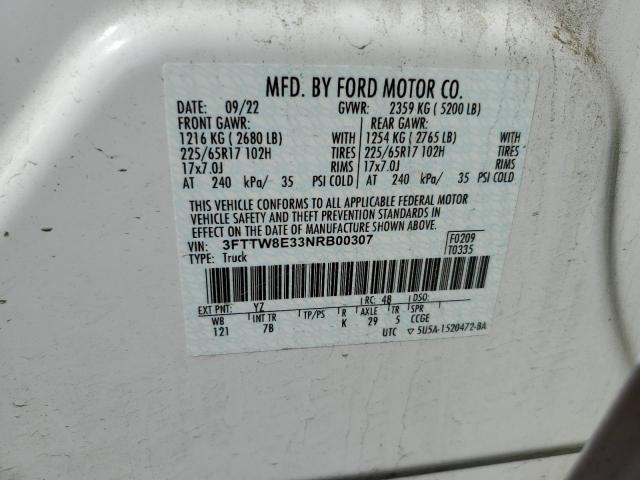 MFD. BY FORD MOTOR CO.
DATE: 09/22 GVWR: 2359 KG ( 5200 LB)
FRONT GAWR: REAR GAWR:
1216 KG ( 2680 LB) WITH 1254 KG ( 2765 LB) WITH
225/65R17 102H TIRES 225/65R17 102H TIRES
17x7.0J RIMS 17x7.0J RIMS
AT 240 kPa/ 35 PSI COLD AT 240 kPa/ 35 PSI COLD
THIS VEHICLE CONFORMS TO ALL APPLICABLE FEDERAL MOTOR
VEHICLE SAFETY AND THEFT PREVENTION STANDARDS IN
EFFECT ON THE DATE OF MANUFACTURE SHOWN ABOVE.
VIN: 3FTTW8E33NRB00307 F0209
TYPE: Truck T0335
EXT PNT: YZ RC: 48 DSO:
WB INT TR TP/PS R AXLE TR SPR
121 7B K 29 5 CCGE
UTC ▽ 5U5A-1520472-BA